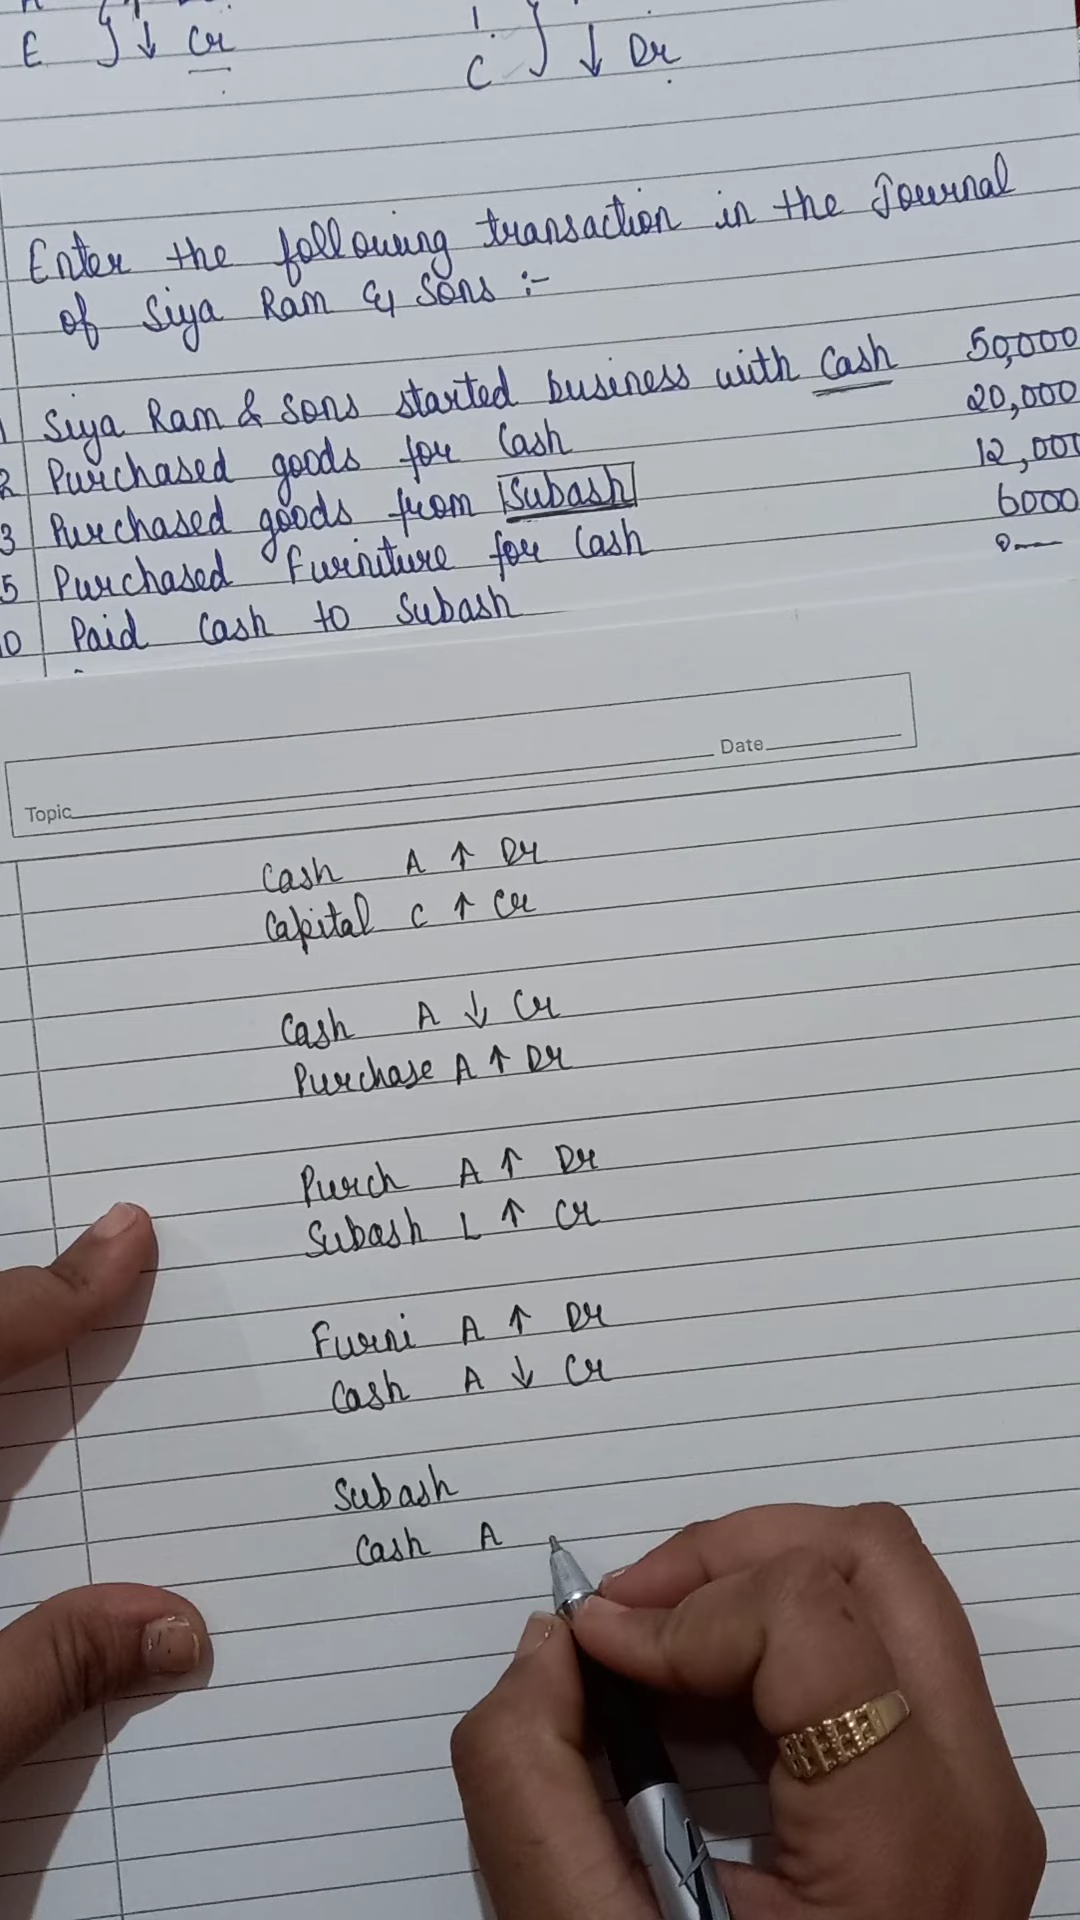 E } ↓ Cr
I
C } ↓ Dr
Enter the following transaction in the Journal
of Siya Ram & Sons :-
1 Siya Ram & Sons started business with Cash 50,000
2 Purchased goods for Cash 20,000
3 Purchased goods from Subash 12,000
5 Purchased Furniture for Cash 6000
Paid Cash to Subash
Topic Date
Cash A ↑ Dr
Capital C ↑ Cr
Cash A ↓ Cr
Purchase A ↑ Dr
Purch A ↑ Dr
Subash L ↑ Cr
Furni A ↑ Dr
Cash A ↓ Cr
Subash
Cash A